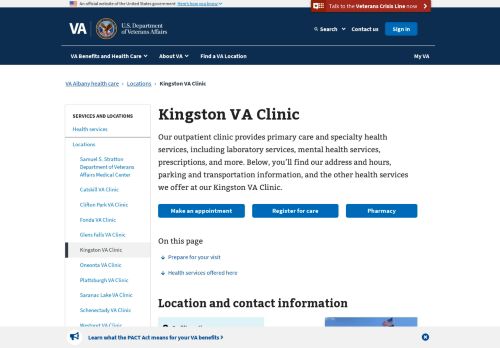 An official website of the United States government Here's how you know
Talk to the Veterans Crisis Line now
VA U.S. Department of Veterans Affairs
Search Contact us Sign in
VA Benefits and Health Care About VA Find a VA Location My VA
VA Albany health care › Locations › Kingston VA Clinic
SERVICES AND LOCATIONS
Health services
Locations
Samuel S. Stratton
Department of Veterans
Affairs Medical Center
Catskill VA Clinic
Clifton Park VA Clinic
Fonda VA Clinic
Glens Falls VA Clinic
Kingston VA Clinic
Oneonta VA Clinic
Plattsburgh VA Clinic
Saranac Lake VA Clinic
Schenectady VA Clinic
Westport VA Clinic
Kingston VA Clinic
Our outpatient clinic provides primary care and specialty health
services, including laboratory services, mental health services,
prescriptions, and more. Below, you'll find our address and hours,
parking and transportation information, and the other health services
we offer at our Kingston VA Clinic.
Make an appointment Register for care Pharmacy
On this page
Prepare for your visit
Health services offered here
Location and contact information
Learn what the PACT Act means for your VA benefits